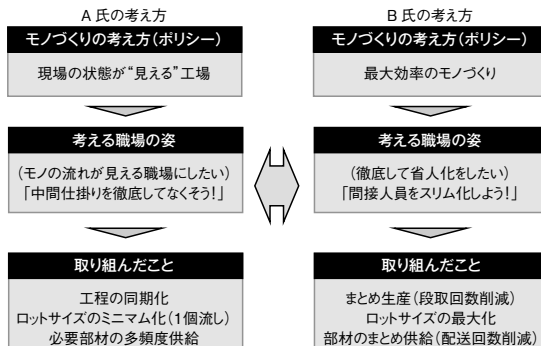 A 氏の考え方
モノづくりの考え方(ポリシー)
現場の状態が“見える”工場
考える職場の姿
(モノの流れが見える職場にしたい)
「中間仕掛りを徹底してなくそう!」
取り組んだこと
工程の同期化
ロットサイズのミニマム化(1個流し)
必要部材の多頻度供給
B 氏の考え方
モノづくりの考え方(ポリシー)
最大効率のモノづくり
考える職場の姿
(徹底して省人化をしたい)
「間接人員をスリム化しよう!」
取り組んだこと
まとめ生産(段取回数削減)
ロットサイズの最大化
部材のまとめ供給(配送回数削減)